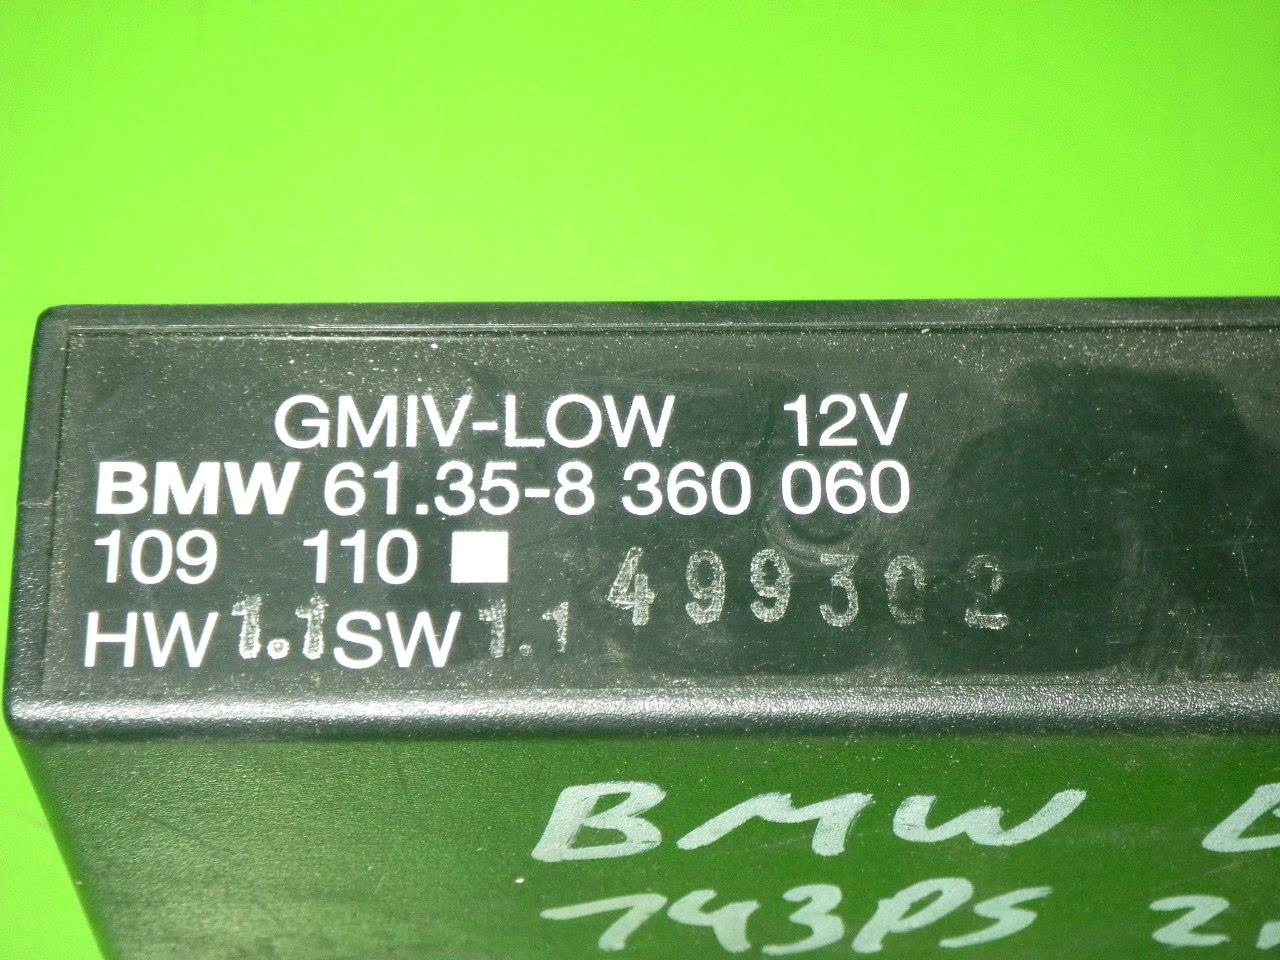 GMIV-LOW 12V
BMW 61.35-8 360 060
109 110 499302
HW 1.1 SW 1.1
BMW
143PS 2.